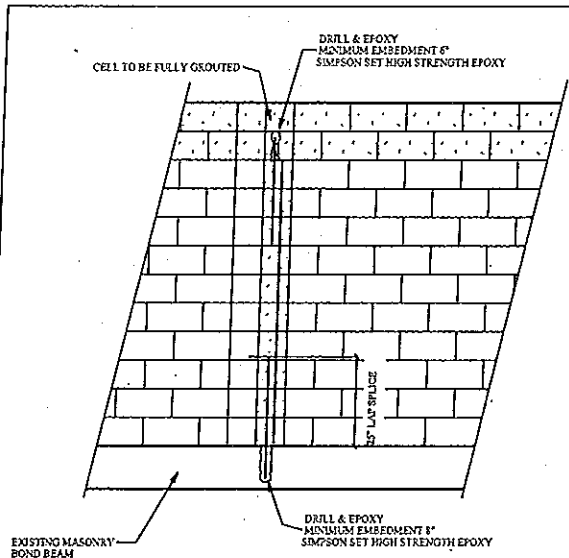 DRILL & EPOXY
MINIMUM EMBEDMENT 6"
SIMPSON SET HIGH STRENGTH EPOXY
CELL TO BE FULLY GROUTED
25" LAP SPLICE
DRILL & EPOXY
MINIMUM EMBEDMENT 8"
SIMPSON SET HIGH STRENGTH EPOXY
EXISTING MASONRY
BOND BEAM